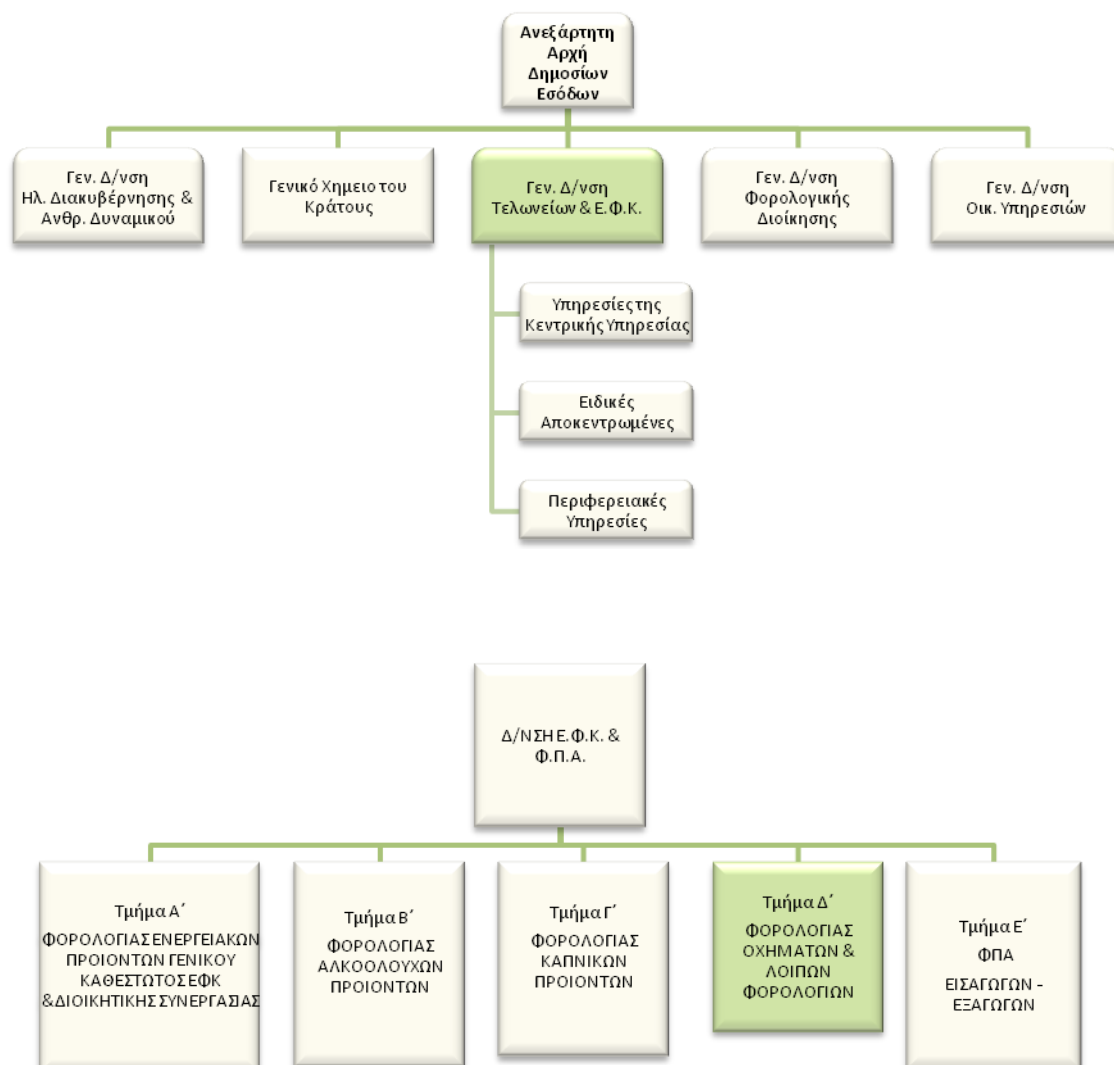 Ανεξάρτητη
Αρχή
Δημοσίων
Εσόδων
Γεν. Δ/νση
Ηλ. Διακυβέρνησης &
Ανθρ. Δυναμικού
Γενικό Χημειο του
Κράτους
Γεν. Δ/νση
Τελωνείων & Ε.Φ.Κ.
Γεν. Δ/νση
Φορολογικής
Διοίκησης
Γεν. Δ/νση
Οικ. Υπηρεσιών
Υπηρεσίες της
Κεντρικής Υπηρεσίας
Ειδικές
Αποκεντρωμένες
Περιφερειακές
Υπηρεσίες
Δ/ΝΣΗ Ε.Φ.Κ. &
Φ.Π.Α.
Τμήμα Α΄
ΦΟΡΟΛΟΓΙΑΣ ΕΝΕΡΓΕΙΑΚΩΝ
ΠΡΟΙΟΝΤΩΝ ΓΕΝΙΚΟΥ
ΚΑΘΕΣΤΩΤΟΣ ΕΦΚ
& ΔΙΟΙΚΗΤΙΚΗΣ ΣΥΝΕΡΓΑΣΙΑΣ
Τμήμα Β΄
ΦΟΡΟΛΟΓΙΑΣ
ΑΛΚΟΟΛΟΥΧΩΝ
ΠΡΟΙΟΝΤΩΝ
Τμήμα Γ΄
ΦΟΡΟΛΟΓΙΑΣ
ΚΑΠΝΙΚΩΝ
ΠΡΟΙΟΝΤΩΝ
Τμήμα Δ΄
ΦΟΡΟΛΟΓΙΑΣ
ΟΧΗΜΑΤΩΝ &
ΛΟΙΠΩΝ
ΦΟΡΟΛΟΓΙΩΝ
Τμήμα Ε΄
ΦΠΑ
ΕΙΣΑΓΩΓΩΝ –
ΕΞΑΓΩΓΩΝ